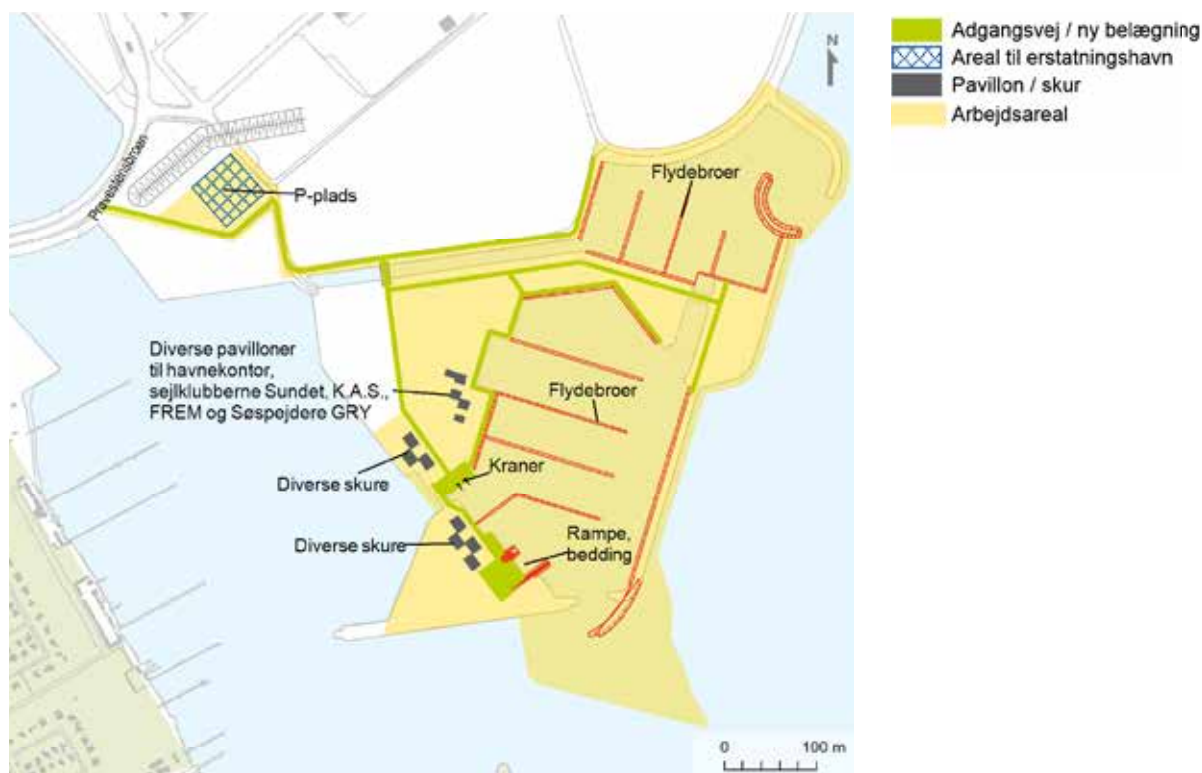 Adgangsvej / ny belægning
Areal til erstatningshavn
Pavillon / skur
Arbejdsareal
N
Prøvestensbroen
P-plads
Flydebroer
Diverse pavilloner
til havnekontor,
sejlklubberne Sundet, K.A.S.,
FREM og Søspejdere GRY
Flydebroer
Kraner
Diverse skure
Diverse skure
Rampe,
bedding
0 100 m